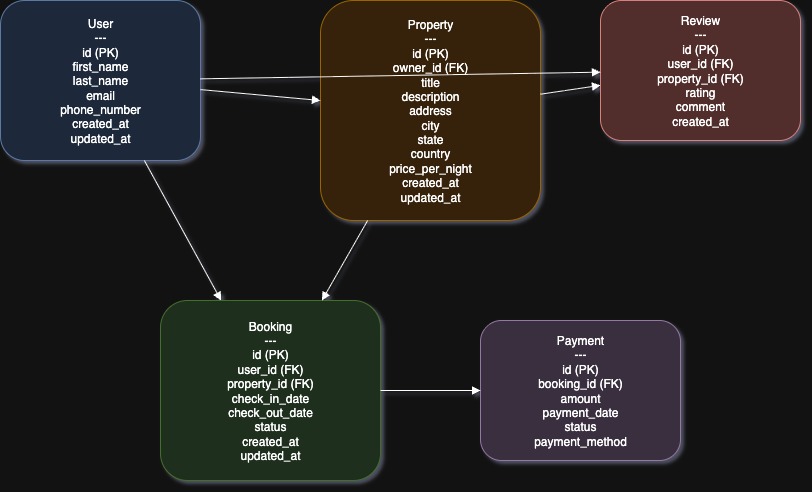 User
---
id (PK)
first_name
last_name
email
phone_number
created_at
updated_at
Property
---
id (PK)
owner_id (FK)
title
description
address
city
state
country
price_per_night
created_at
updated_at
Review
---
id (PK)
user_id (FK)
property_id (FK)
rating
comment
created_at
Booking
---
id (PK)
user_id (FK)
property_id (FK)
check_in_date
check_out_date
status
created_at
updated_at
Payment
---
id (PK)
booking_id (FK)
amount
payment_date
status
payment_method